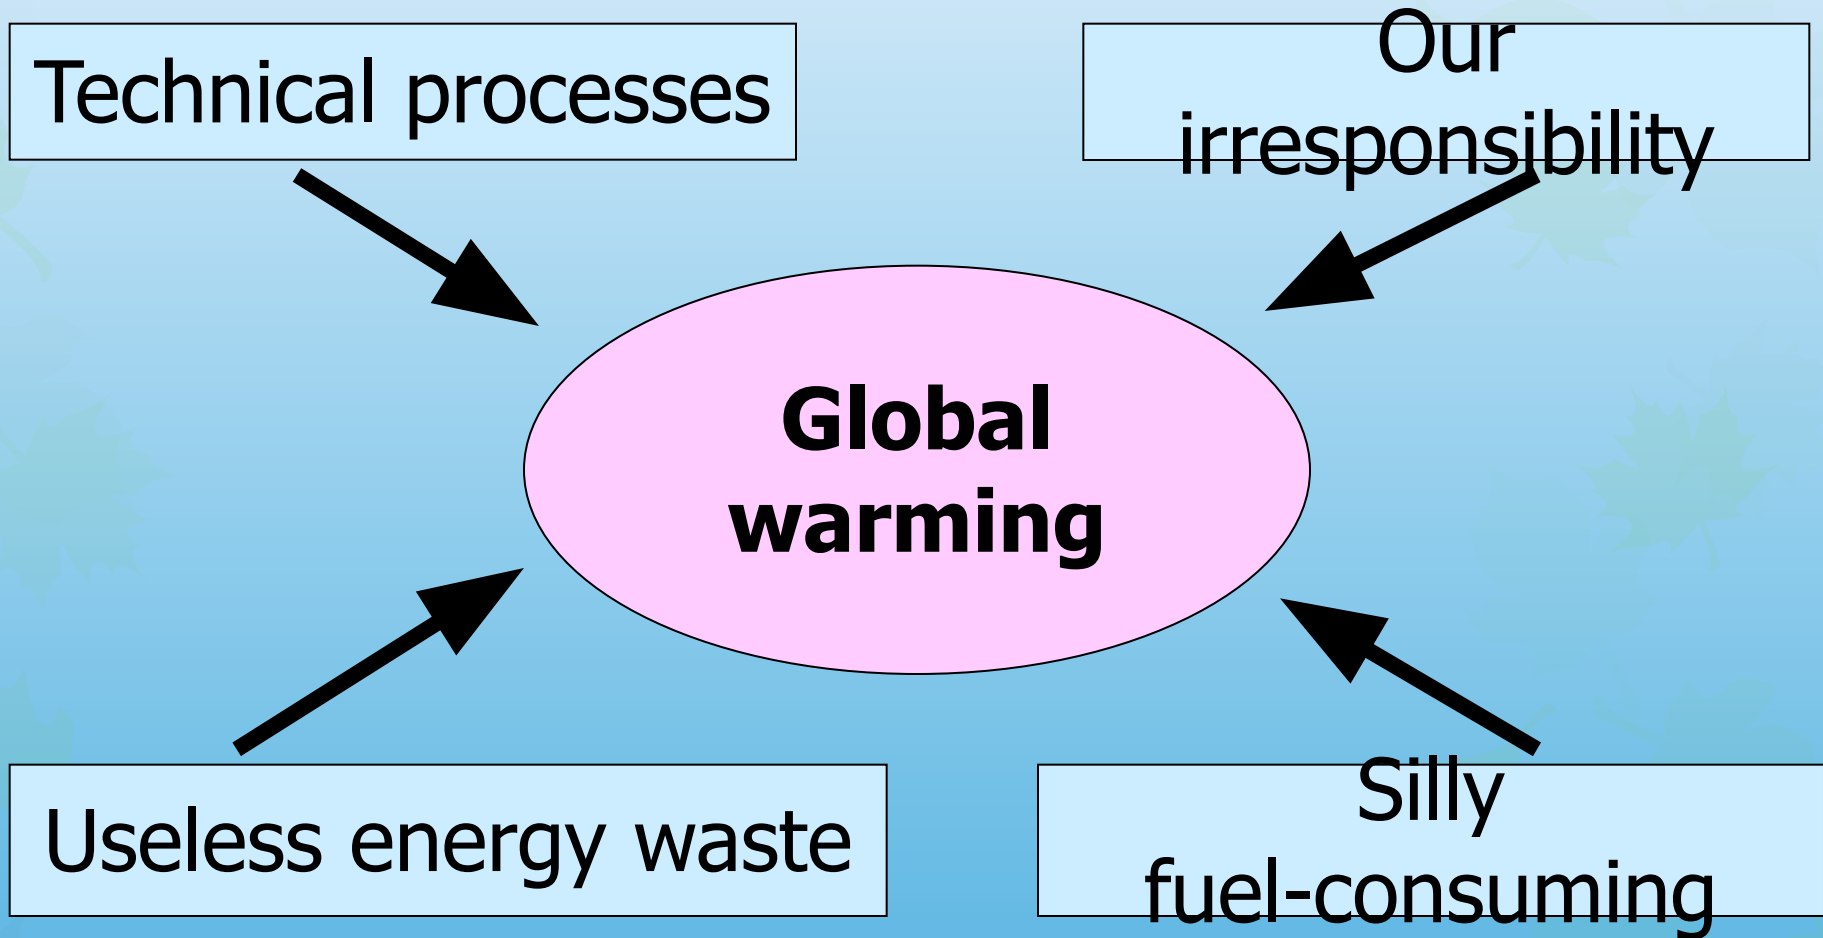 Technical processes
Our
irresponsibility
Global
warming
Useless energy waste
Silly
fuel-consuming